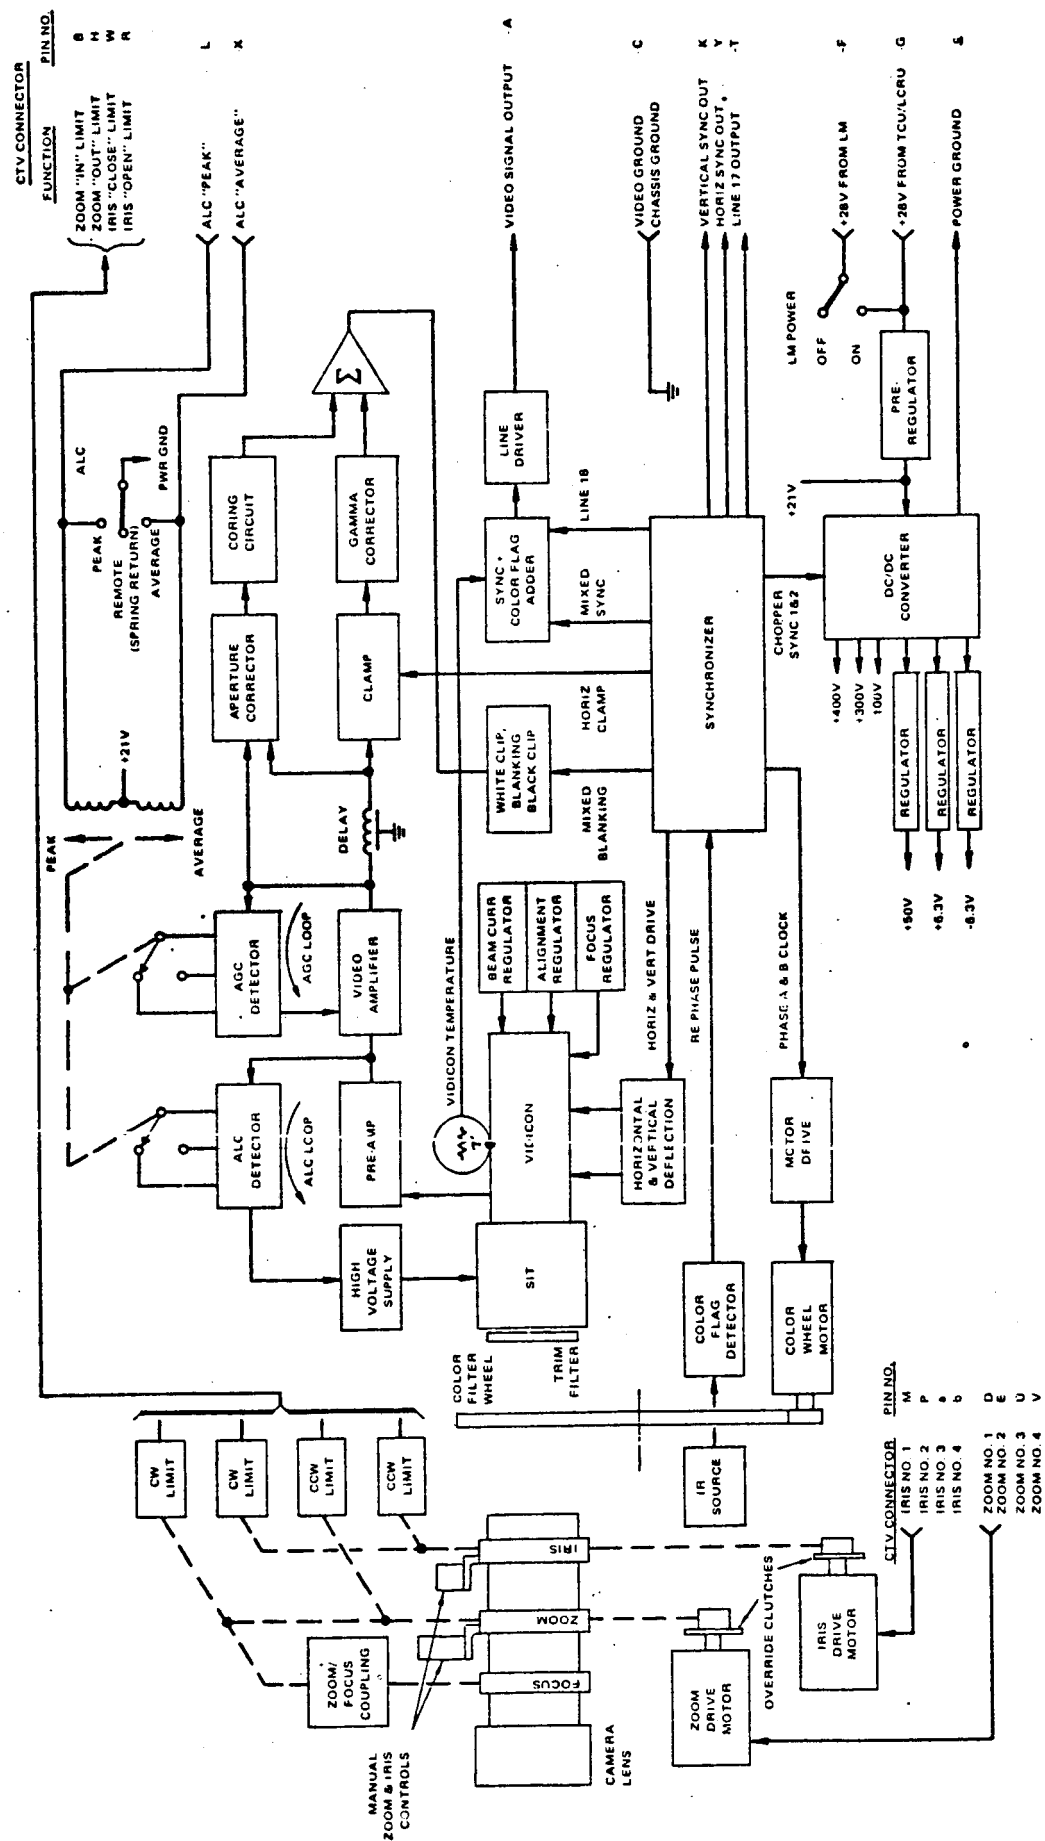 CTV CONNECTOR
FUNCTION PIN NO.
ZOOM "IN" LIMIT B
ZOOM "OUT" LIMIT H
IRIS "CLOSE" LIMIT W
IRIS "OPEN" LIMIT R
ALC "PEAK" L
ALC "AVERAGE" X
ALC
PEAK
REMOTE
(SPRING RETURN)
AVERAGE
PWR GND
+21V
PEAK
AVERAGE
CW
LIMIT
CW
LIMIT
CCW
LIMIT
CCW
LIMIT
ALC
DETECTOR
ALC LOOP
AGC
DETECTOR
AGC LOOP
APERTURE
CORRECTOR
CORING
CIRCUIT
HIGH
VOLTAGE
SUPPLY
PRE-AMP
VIDEO
AMPLIFIER
DELAY
CLAMP
GAMMA
CORRECTOR
Σ
ZOOM/
FOCUS
COUPLING
MANUAL
ZOOM & IRIS
CONTROLS
FOCUS
ZOOM
IRIS
CAMERA
LENS
COLOR
FILTER
WHEEL
TRIM
FILTER
SIT
VIDICON
VIDICON TEMPERATURE
T
BEAM CURR
REGULATOR
ALIGNMENT
REGULATOR
FOCUS
REGULATOR
WHITE CLIP,
BLANKING
BLACK CLIP
SYNC +
COLOR FLAG
ADDER
LINE
DRIVER
VIDEO SIGNAL OUTPUT A
MIXED
BLANKING
HORIZ
CLAMP
MIXED
SYNC
LINE 18
HORIZONTAL
& VERTICAL
DEFLECTION
HORIZ & VERT DRIVE
RE PHASE PULSE
SYNCHRONIZER
VIDEO GROUND C
CHASSIS GROUND
VERTICAL SYNC OUT K
HORIZ SYNC OUT Y
LINE 17 OUTPUT T
IR
SOURCE
COLOR
FLAG
DETECTOR
COLOR
WHEEL
MOTOR
MOTOR
DRIVE
PHASE A & B CLOCK
CHOPPER
SYNC 1&2
+21V
DC/DC
CONVERTER
PRE-
REGULATOR
LM POWER
OFF
ON
+28V FROM LM F
+28V FROM TCU/LCRU G
POWER GROUND
+400V
+300V
100V
REGULATOR
REGULATOR
REGULATOR
+50V
+6.3V
-6.3V
ZOOM
DRIVE
MOTOR
OVERRIDE CLUTCHES
IRIS
DRIVE
MOTOR
CTV CONNECTOR PIN NO.
IRIS NO. 1 M
IRIS NO. 2 P
IRIS NO. 3 a
IRIS NO. 4 b
ZOOM NO. 1 D
ZOOM NO. 2 E
ZOOM NO. 3 U
ZOOM NO. 4 V